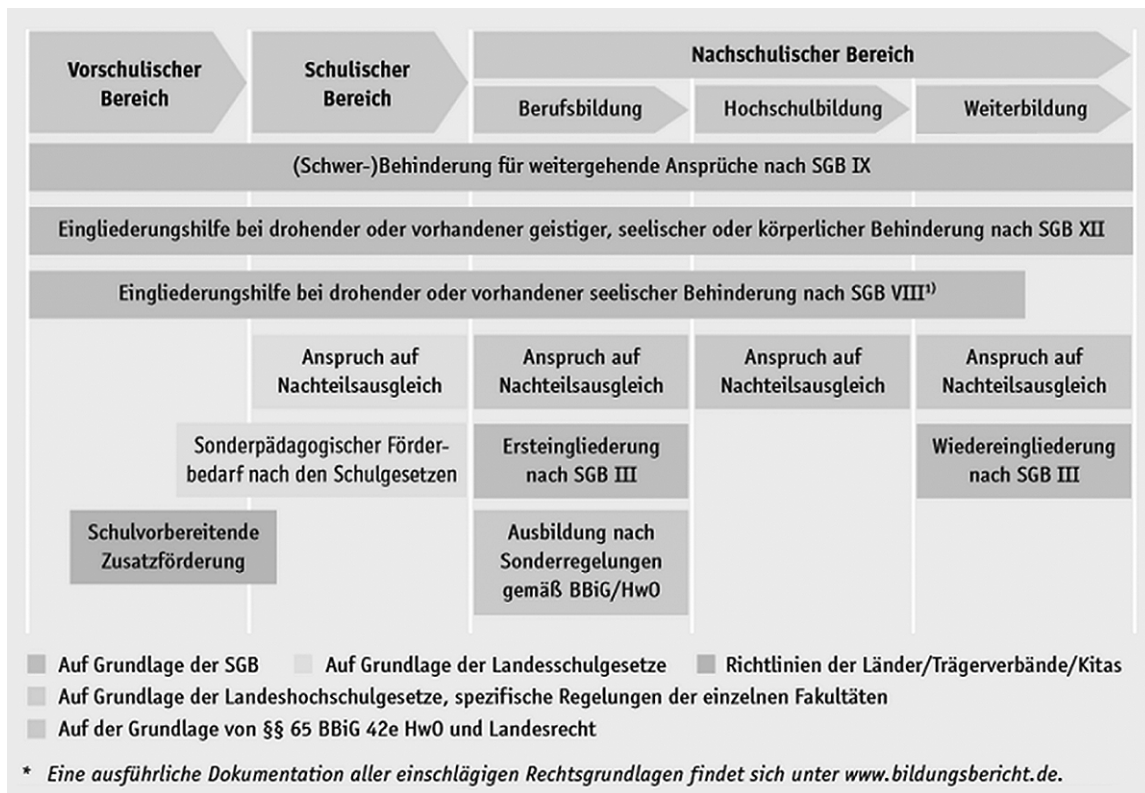 Vorschulischer
Bereich
Schulischer
Bereich
Nachschulischer Bereich
Berufsbildung
Hochschulbildung
Weiterbildung
(Schwer-)Behinderung für weitergehende Ansprüche nach SGB IX
Eingliederungshilfe bei drohender oder vorhandener geistiger, seelischer oder körperlicher Behinderung nach SGB XII
Eingliederungshilfe bei drohender oder vorhandener seelischer Behinderung nach SGB VIII¹⁾
Anspruch auf
Nachteilsausgleich
Anspruch auf
Nachteilsausgleich
Anspruch auf
Nachteilsausgleich
Anspruch auf
Nachteilsausgleich
Sonderpädagogischer Förder-
bedarf nach den Schulgesetzen
Ersteingliederung
nach SGB III
Wiedereingliederung
nach SGB III
Schulvorbereitende
Zusatzförderung
Ausbildung nach
Sonderregelungen
gemäß BBiG/HwO
Auf Grundlage der SGB
Auf Grundlage der Landesschulgesetze
Richtlinien der Länder/Trägerverbände/Kitas
Auf Grundlage der Landeshochschulgesetze, spezifische Regelungen der einzelnen Fakultäten
Auf der Grundlage von §§ 65 BBiG 42e HwO und Landesrecht
* Eine ausführliche Dokumentation aller einschlägigen Rechtsgrundlagen findet sich unter www.bildungsbericht.de.